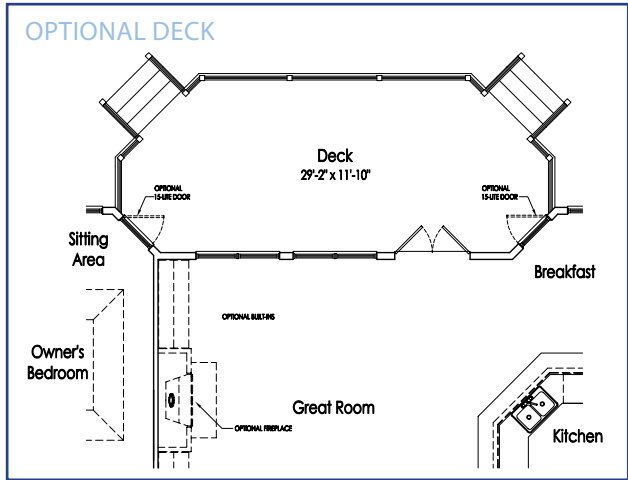 OPTIONAL DECK
Deck
29'-2" x 11'-10"
OPTIONAL
15-LITE DOOR
OPTIONAL
15-LITE DOOR
Sitting
Area
Breakfast
OPTIONAL BUILT-INS
Owner's
Bedroom
Great Room
OPTIONAL FIREPLACE
Kitchen